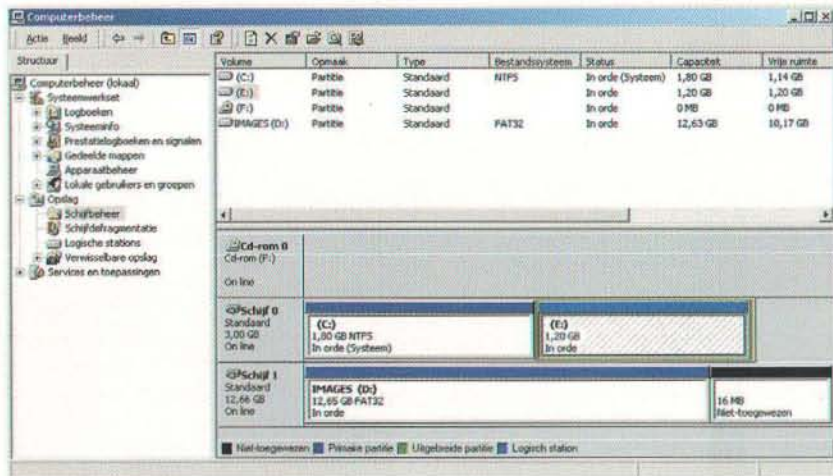 Computerbeheer
Actie Beeld
Structuur
Computerbeheer (lokaal)
Systeemwerkset
Logboeken
Systeeminfo
Prestatielogboeken en signalen
Gedeelde mappen
Apparaatbeheer
Lokale gebruikers en groepen
Opslag
Schijfbeheer
Schijfdefragmentatie
Logische stations
Verwisselbare opslag
Services en toepassingen
Volume Opmaak Type Bestandssysteem Status Capaciteit Vrije ruimte
(C:) Partitie Standaard NTFS In orde (Systeem) 1,80 GB 1,14 GB
(E:) Partitie Standaard In orde 1,20 GB 1,20 GB
(F:) Partitie Standaard In orde 0 MB 0 MB
IMAGES (D:) Partitie Standaard FAT32 In orde 12,63 GB 10,17 GB
Cd-rom 0
Cd-rom (F:)
On line
Schijf 0
Standaard
3,00 GB
On line
(C:)
1,80 GB NTFS
In orde (Systeem)
(E:)
1,20 GB
In orde
Schijf 1
Standaard
12,66 GB
On line
IMAGES (D:)
12,65 GB FAT32
In orde
16 MB
Niet-toegewezen
Niet-toegewezen Primaire partitie Uitgebreide partitie Logisch station